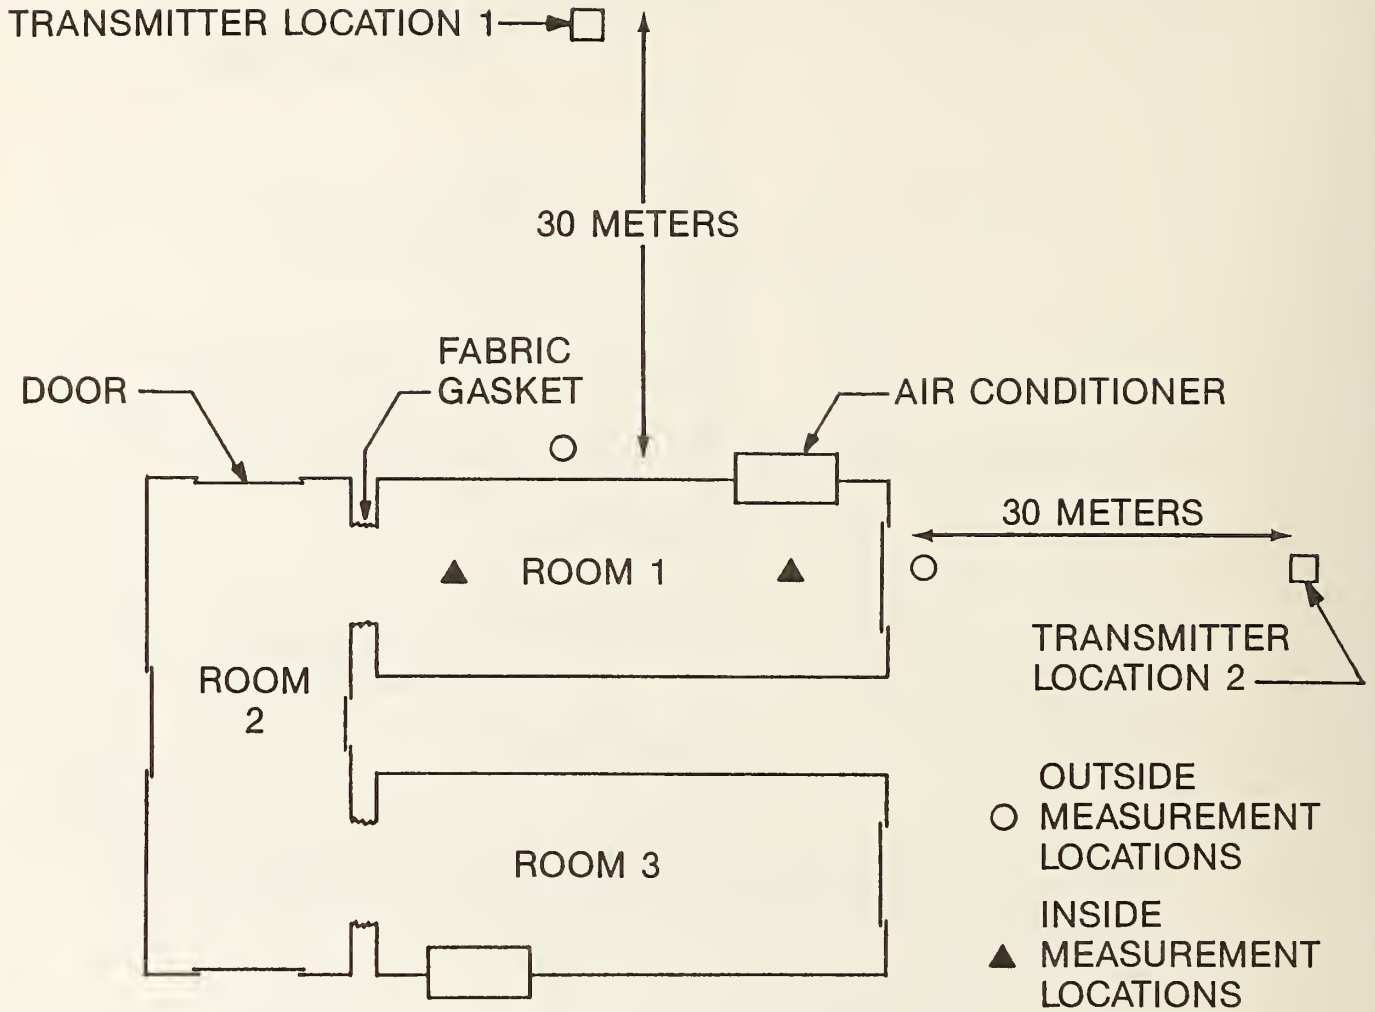 TRANSMITTER LOCATION 1
30 METERS
FABRIC
GASKET
DOOR
AIR CONDITIONER
30 METERS
ROOM 1
TRANSMITTER
LOCATION 2
ROOM
2
OUTSIDE
MEASUREMENT
LOCATIONS
ROOM 3
INSIDE
MEASUREMENT
LOCATIONS